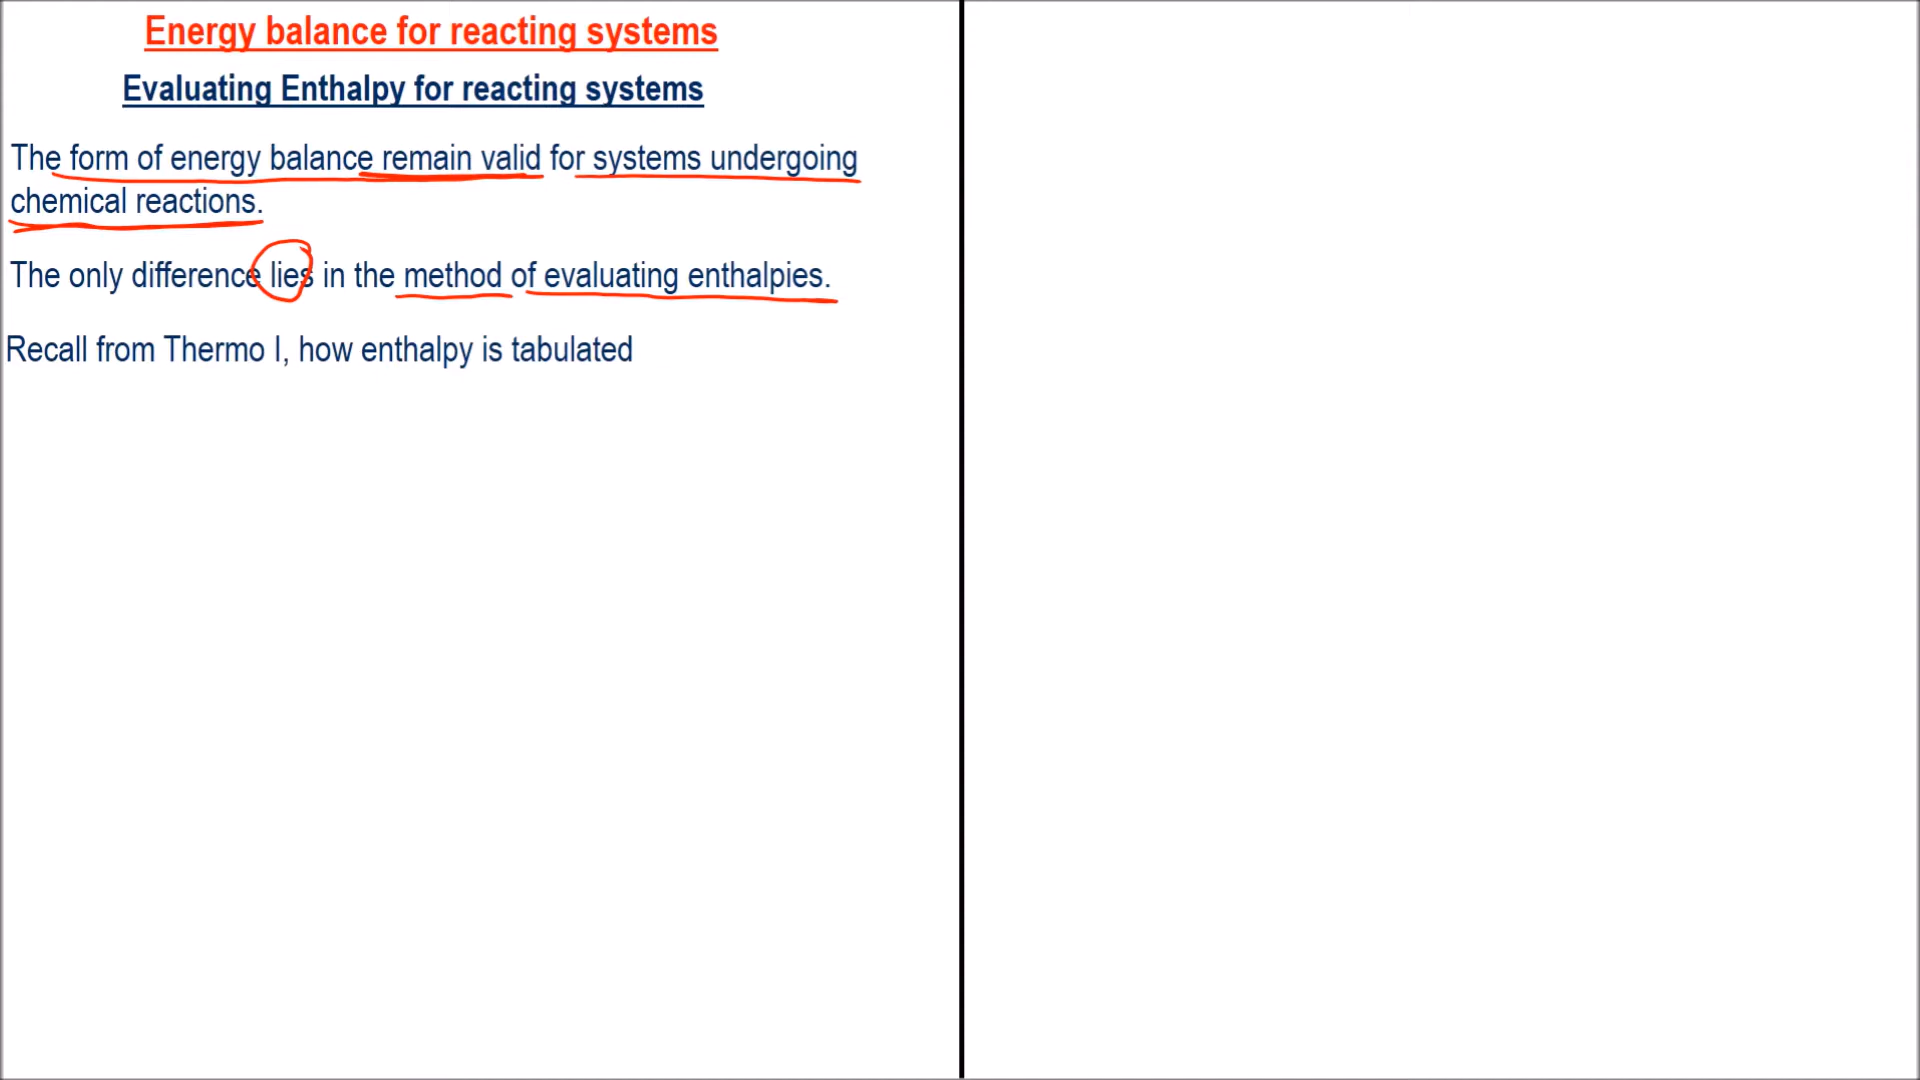 Energy balance for reacting systems
Evaluating Enthalpy for reacting systems
The form of energy balance remain valid for systems undergoing
chemical reactions.
The only difference lies in the method of evaluating enthalpies.
Recall from Thermo I, how enthalpy is tabulated